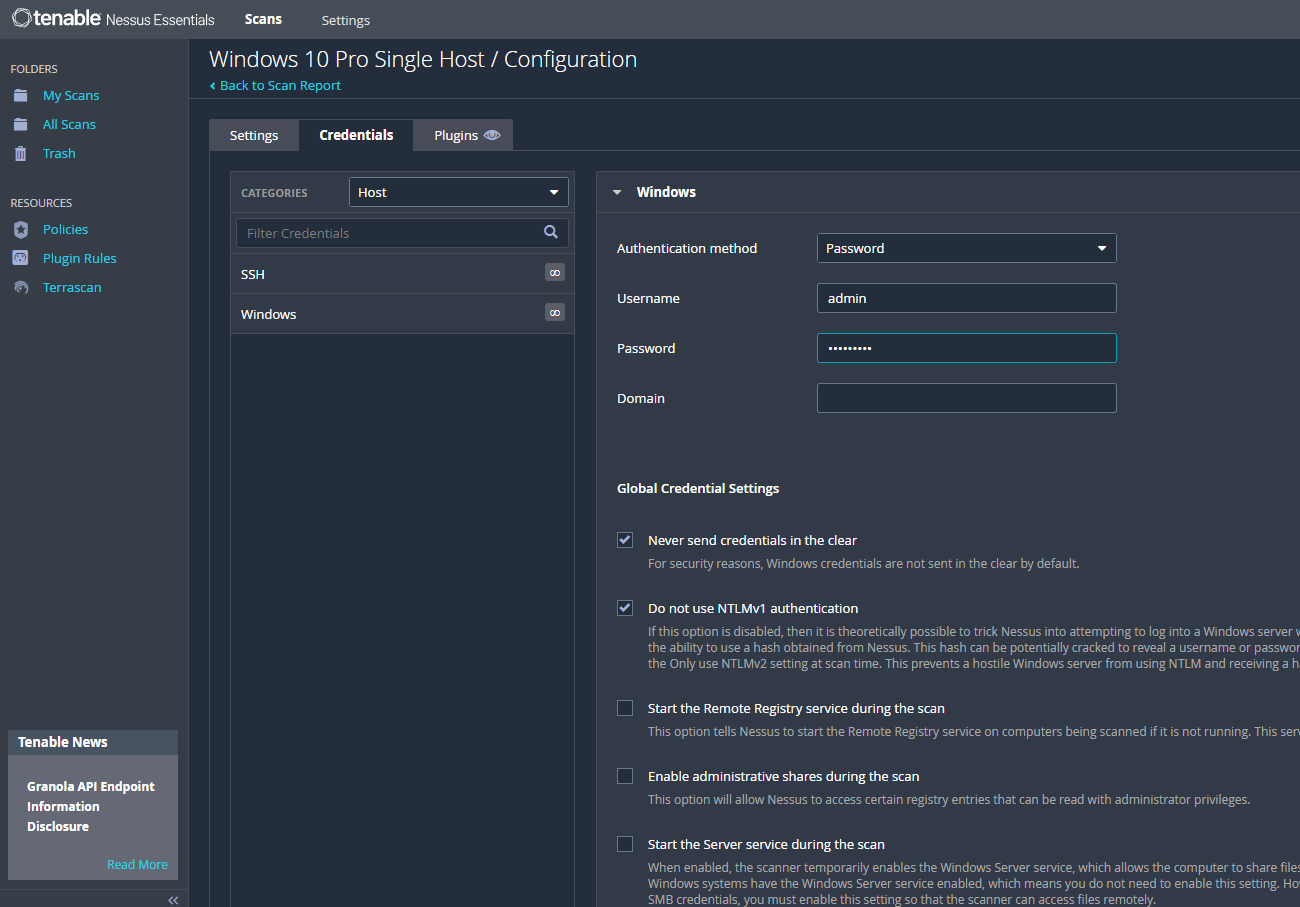 tenable Nessus Essentials
Scans
Settings
FOLDERS
My Scans
All Scans
Trash
RESOURCES
Policies
Plugin Rules
Terrascan
Tenable News
Granola API Endpoint
Information
Disclosure
Read More
Windows 10 Pro Single Host / Configuration
Back to Scan Report
Settings
Credentials
Plugins
CATEGORIES
Host
Filter Credentials
SSH
∞
Windows
∞
Windows
Authentication method
Password
Username
admin
Password
•••••••••
Domain
Global Credential Settings
Never send credentials in the clear
For security reasons, Windows credentials are not sent in the clear by default.
Do not use NTLMv1 authentication
If this option is disabled, then it is theoretically possible to trick Nessus into attempting to log into a Windows server
the ability to use a hash obtained from Nessus. This hash can be potentially cracked to reveal a username or passwor
the Only use NTLMv2 setting at scan time. This prevents a hostile Windows server from using NTLM and receiving a
Start the Remote Registry service during the scan
This option tells Nessus to start the Remote Registry service on computers being scanned if it is not running. This ser
Enable administrative shares during the scan
This option will allow Nessus to access certain registry entries that can be read with administrator privileges.
Start the Server service during the scan
When enabled, the scanner temporarily enables the Windows Server service, which allows the computer to share files
Windows systems have the Windows Server service enabled, which means you do not need to enable this setting. Ho
SMB credentials, you must enable this setting so that the scanner can access files remotely.